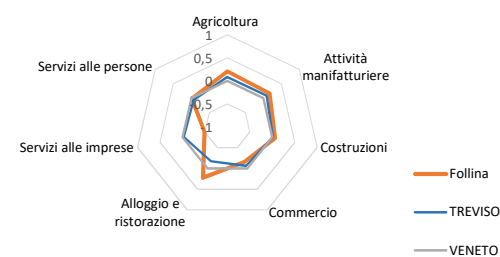 Agricoltura
Attività
manifatturiere
Costruzioni
Commercio
Alloggio e
ristorazione
Servizi alle imprese
Servizi alle persone
1
0,5
0
-0,5
-1
Follina
TREVISO
VENETO